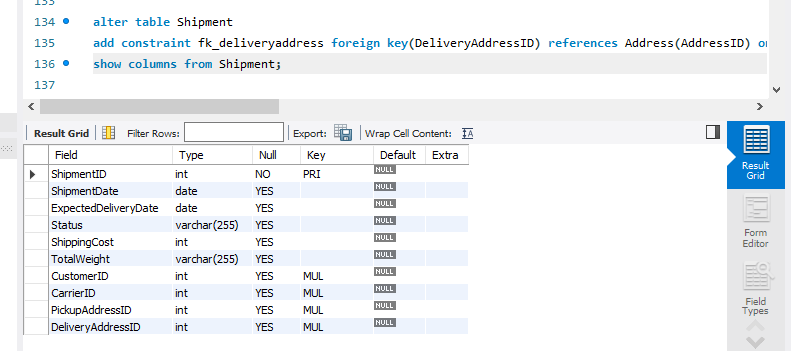 133
134 alter table Shipment
135 add constraint fk_deliveryaddress foreign key(DeliveryAddressID) references Address(AddressID) on
136 show columns from Shipment;
137
Result Grid Filter Rows: Export: Wrap Cell Content:
Field Type Null Key Default Extra
ShipmentID int NO PRI NULL
ShipmentDate date YES NULL
ExpectedDeliveryDate date YES NULL
Status varchar(255) YES NULL
ShippingCost int YES NULL
TotalWeight varchar(255) YES NULL
CustomerID int YES MUL NULL
CarrierID int YES MUL NULL
PickupAddressID int YES MUL NULL
DeliveryAddressID int YES MUL NULL
Result
Grid
Form
Editor
Field
Types